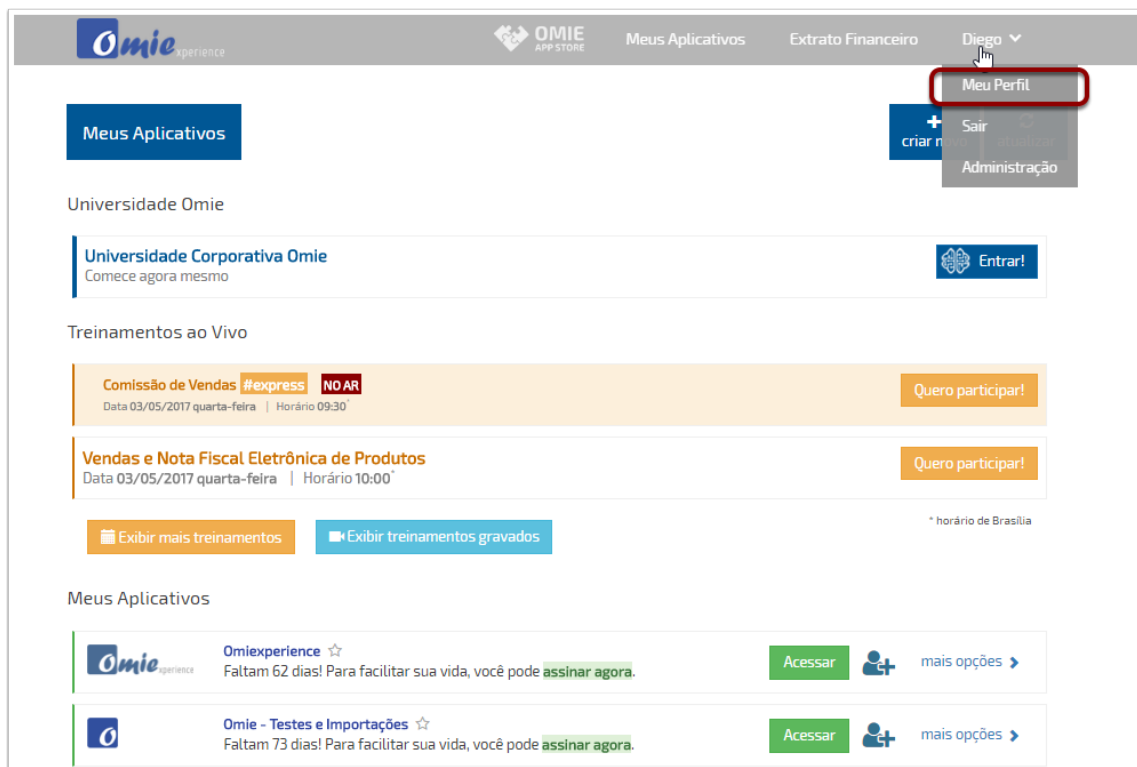 Omie xperience
OMIE
APP STORE
Meus Aplicativos
Extrato Financeiro
Diego
Meu Perfil
Sair
Administração
Meus Aplicativos
criar novo
atualizar
Universidade Omie
Universidade Corporativa Omie
Comece agora mesmo
Entrar!
Treinamentos ao Vivo
Comissão de Vendas #express NO AR
Data 03/05/2017 quarta-feira | Horário 09:30*
Quero participar!
Vendas e Nota Fiscal Eletrônica de Produtos
Data 03/05/2017 quarta-feira | Horário 10:00*
Quero participar!
* horário de Brasília
Exibir mais treinamentos
Exibir treinamentos gravados
Meus Aplicativos
Omie xperience
Omiexperience
Faltam 62 dias! Para facilitar sua vida, você pode assinar agora.
Acessar
mais opções
O
Omie - Testes e Importações
Faltam 73 dias! Para facilitar sua vida, você pode assinar agora.
Acessar
mais opções